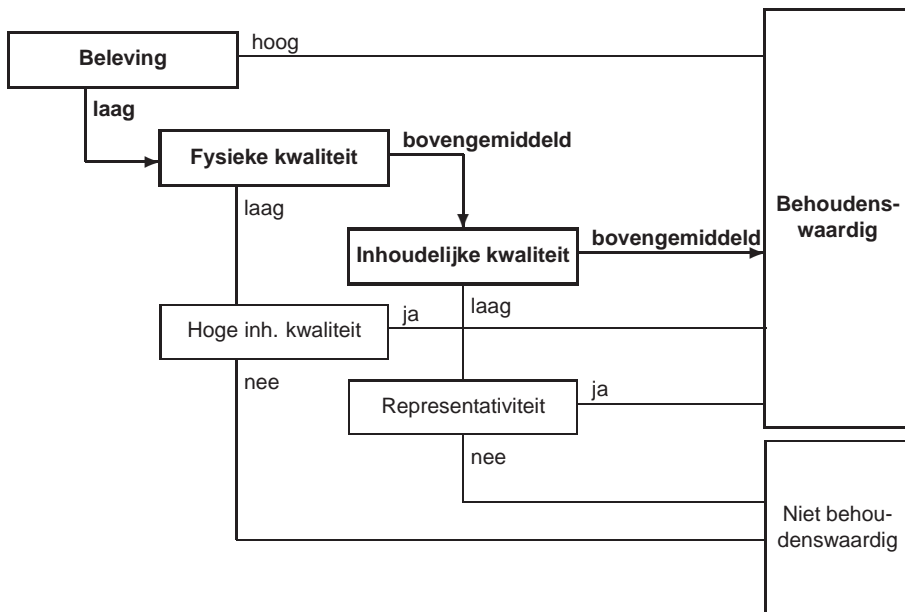 hoog
Beleving
laag
bovengemiddeld
Fysieke kwaliteit
laag
Behoudens-
waardig
bovengemiddeld
Inhoudelijke kwaliteit
laag
ja
Hoge inh. kwaliteit
nee
ja
Representativiteit
nee
Niet behou-
denswaardig